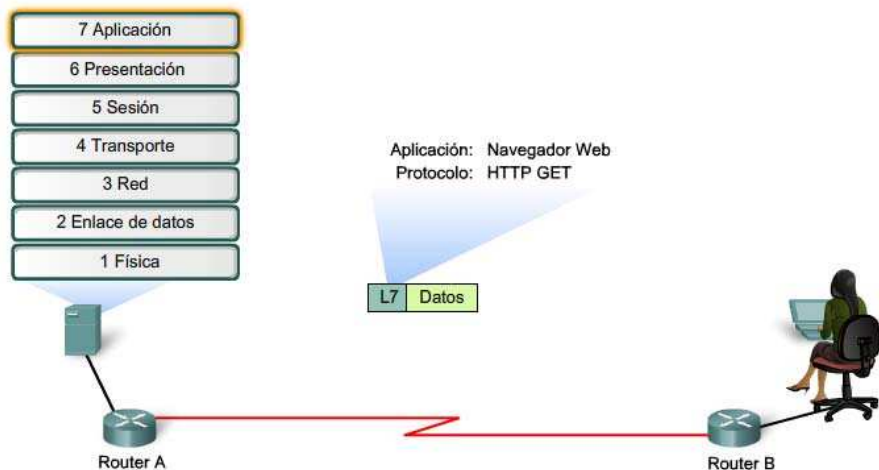 7 Aplicación
6 Presentación
5 Sesión
4 Transporte
3 Red
2 Enlace de datos
1 Física
Aplicación: Navegador Web
Protocolo: HTTP GET
L7 Datos
Router A
Router B